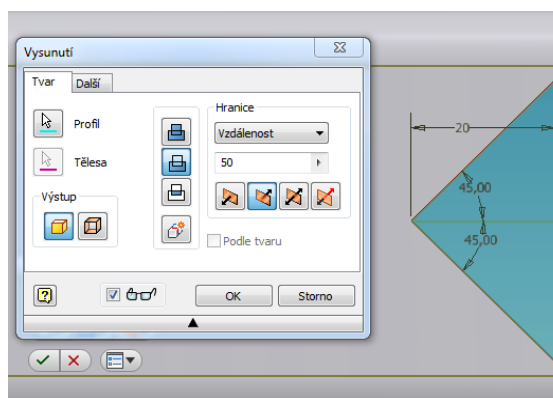 Vysunutí
Tvar
Další
Profil
Tělesa
Výstup
Hranice
Vzdálenost
50
Podle tvaru
OK
Storno
20
45,00
45,00